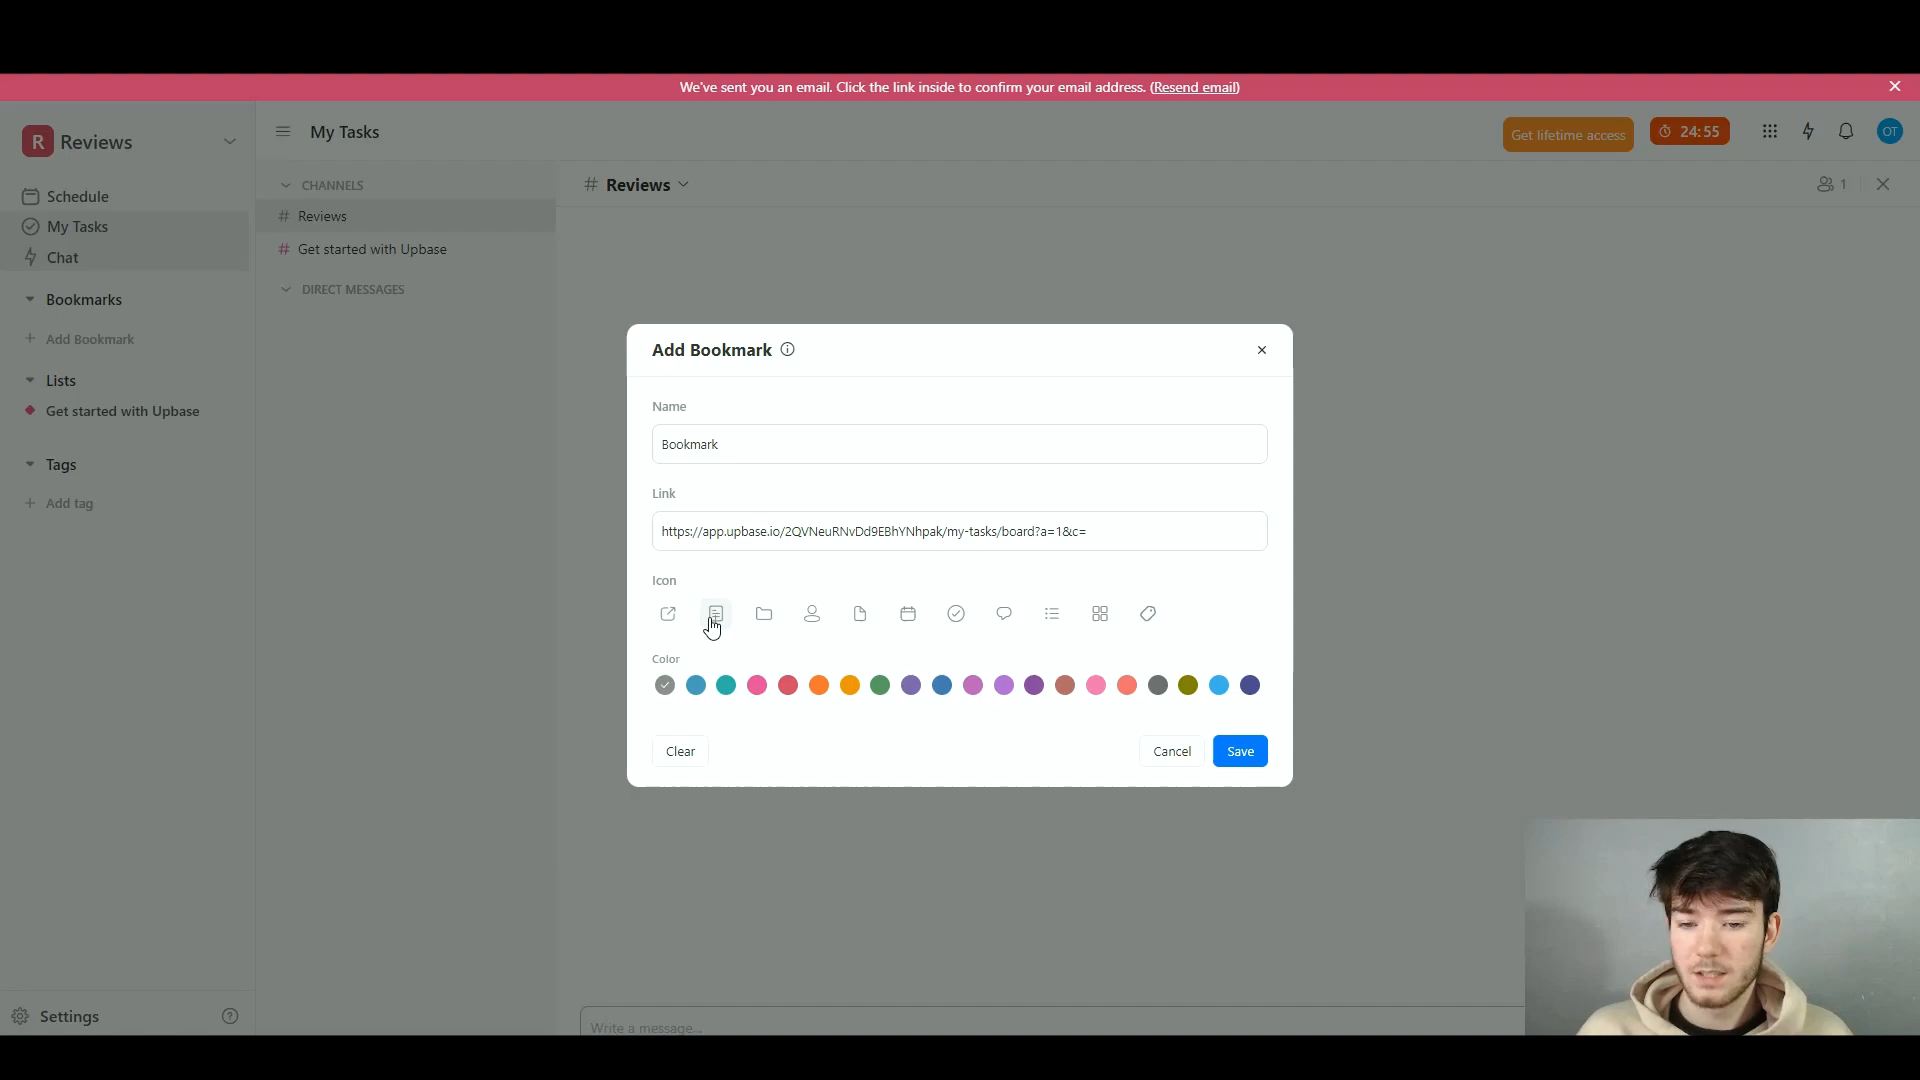 We've sent you an email. Click the link inside to confirm your email address. (Resend email)
R Reviews
My Tasks
Get lifetime access
24:55
OT
Schedule
My Tasks
Chat
Bookmarks
+ Add Bookmark
Lists
Get started with Upbase
Tags
+ Add tag
Settings
CHANNELS
# Reviews
# Get started with Upbase
DIRECT MESSAGES
# Reviews
1
Add Bookmark
Name
Bookmark
Link
https://app.upbase.io/2QVNeuRNvDd9EBhYNhpak/my-tasks/board?a=1&c=
Icon
Color
Clear
Cancel
Save
Write a message...